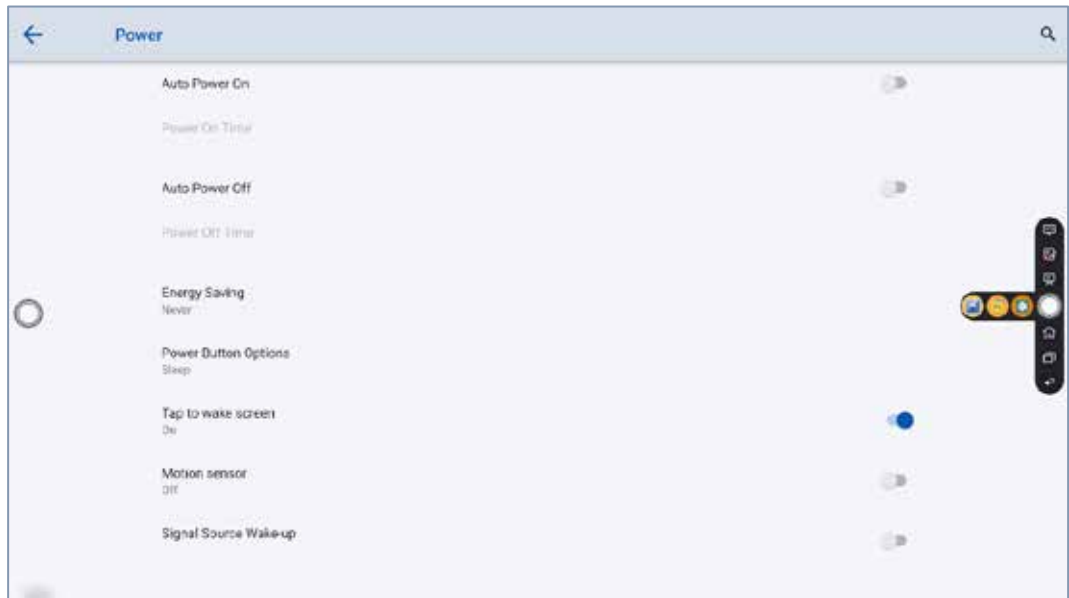 Power
Auto Power On
Power On Time
Auto Power Off
Power Off Time
Energy Saving
Never
Power Button Options
Sleep
Tap to wake screen
On
Motion sensor
Off
Signal Source Wake-up